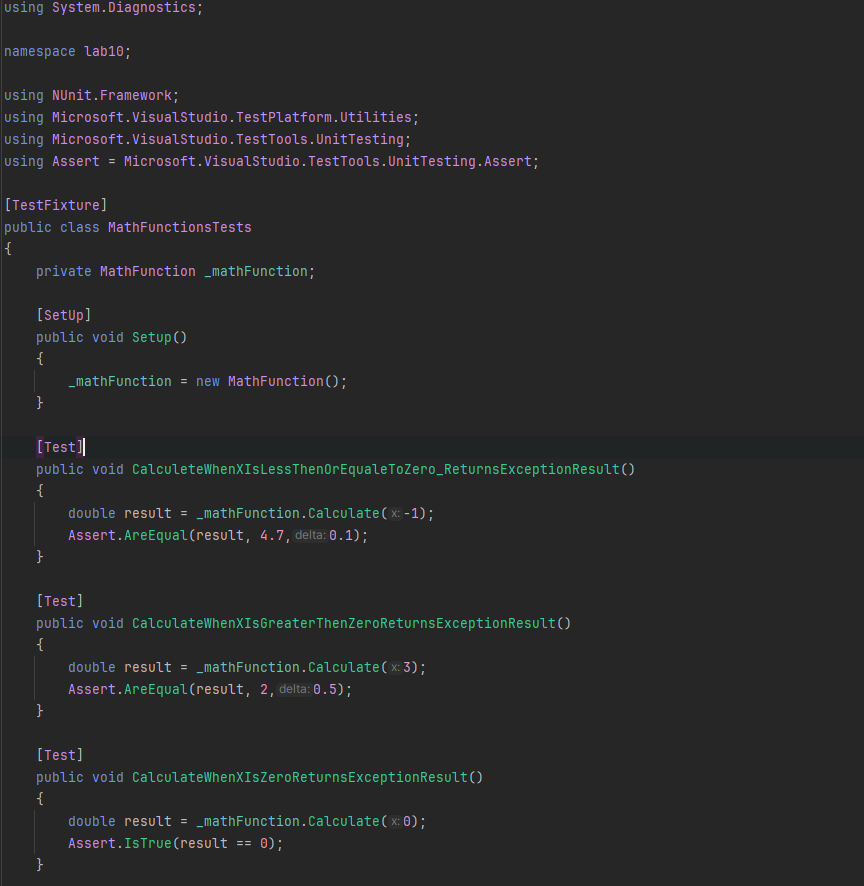 using System.Diagnostics;
namespace lab10;
using NUnit.Framework;
using Microsoft.VisualStudio.TestPlatform.Utilities;
using Microsoft.VisualStudio.TestTools.UnitTesting;
using Assert = Microsoft.VisualStudio.TestTools.UnitTesting.Assert;
[TestFixture]
public class MathFunctionsTests
{
    private MathFunction _mathFunction;
    [SetUp]
    public void Setup()
    {
        _mathFunction = new MathFunction();
    }
    [Test]
    public void CalculeteWhenXIsLessThenOrEqualeToZero_ReturnsExceptionResult()
    {
        double result = _mathFunction.Calculate( x: -1);
        Assert.AreEqual(result, 4.7, delta: 0.1);
    }
    [Test]
    public void CalculateWhenXIsGreaterThenZeroReturnsExceptionResult()
    {
        double result = _mathFunction.Calculate( x: 3);
        Assert.AreEqual(result, 2, delta: 0.5);
    }
    [Test]
    public void CalculateWhenXIsZeroReturnsExceptionResult()
    {
        double result = _mathFunction.Calculate( x: 0);
        Assert.IsTrue(result == 0);
    }